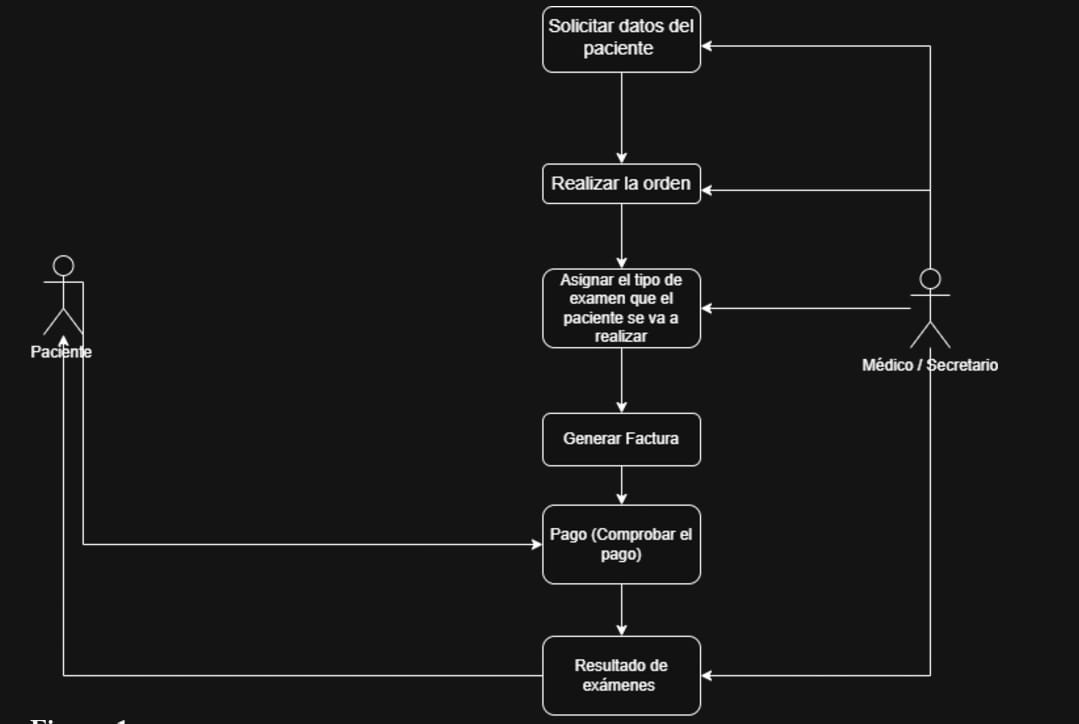 Solicitar datos del
paciente
Realizar la orden
Asignar el tipo de
examen que el
paciente se va a
realizar
Paciente
Médico / Secretario
Generar Factura
Pago (Comprobar el
pago)
Resultado de
exámenes